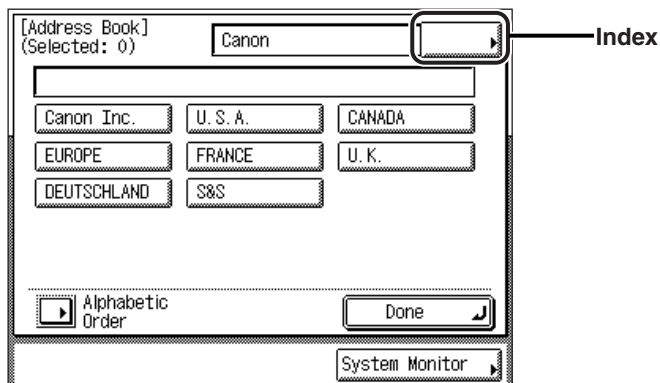 [Address Book]
(Selected: 0)
Canon
Index
Canon Inc.
U.S.A.
CANADA
EUROPE
FRANCE
U.K.
DEUTSCHLAND
S&S
Alphabetic
Order
Done
System Monitor